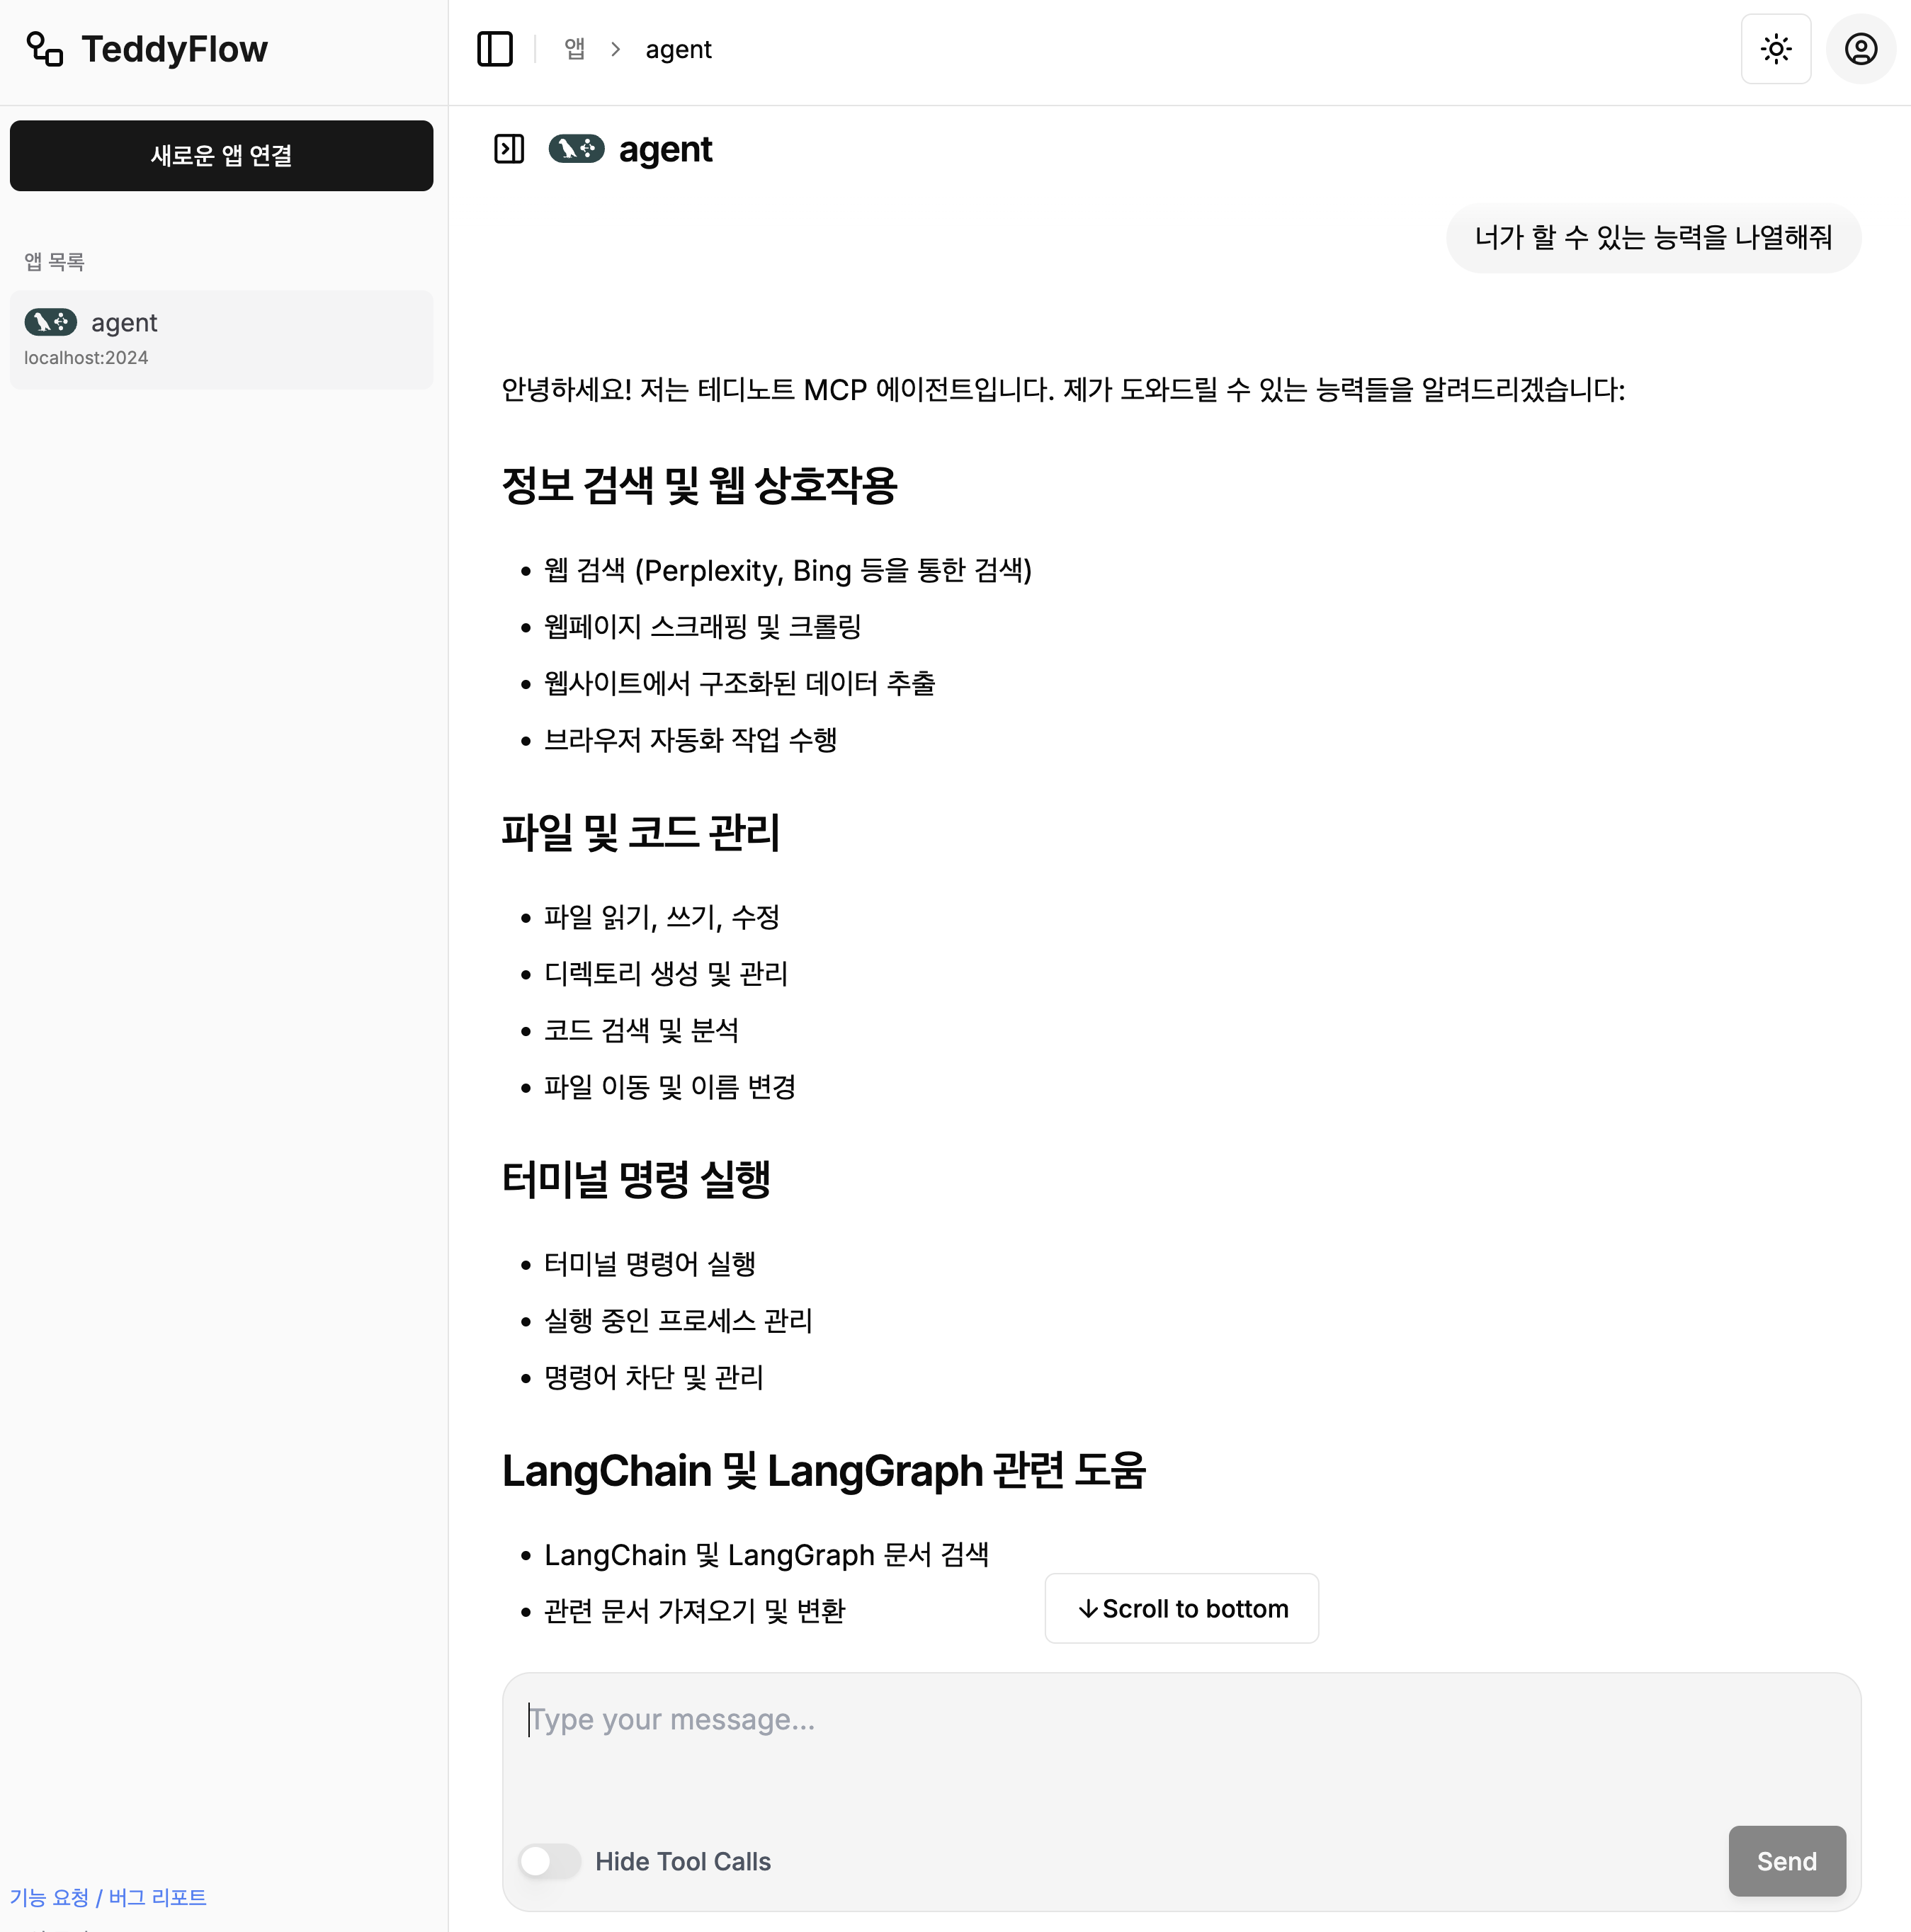 TeddyFlow
새로운 앱 연결
앱 목록
agent
localhost:2024
기능 요청 / 버그 리포트
앱 > agent
agent
너가 할 수 있는 능력을 나열해줘
안녕하세요! 저는 테디노트 MCP 에이전트입니다. 제가 도와드릴 수 있는 능력들을 알려드리겠습니다:
정보 검색 및 웹 상호작용
• 웹 검색 (Perplexity, Bing 등을 통한 검색)
• 웹페이지 스크래핑 및 크롤링
• 웹사이트에서 구조화된 데이터 추출
• 브라우저 자동화 작업 수행
파일 및 코드 관리
• 파일 읽기, 쓰기, 수정
• 디렉토리 생성 및 관리
• 코드 검색 및 분석
• 파일 이동 및 이름 변경
터미널 명령 실행
• 터미널 명령어 실행
• 실행 중인 프로세스 관리
• 명령어 차단 및 관리
LangChain 및 LangGraph 관련 도움
• LangChain 및 LangGraph 문서 검색
• 관련 문서 가져오기 및 변환
Scroll to bottom
Type your message...
Hide Tool Calls
Send